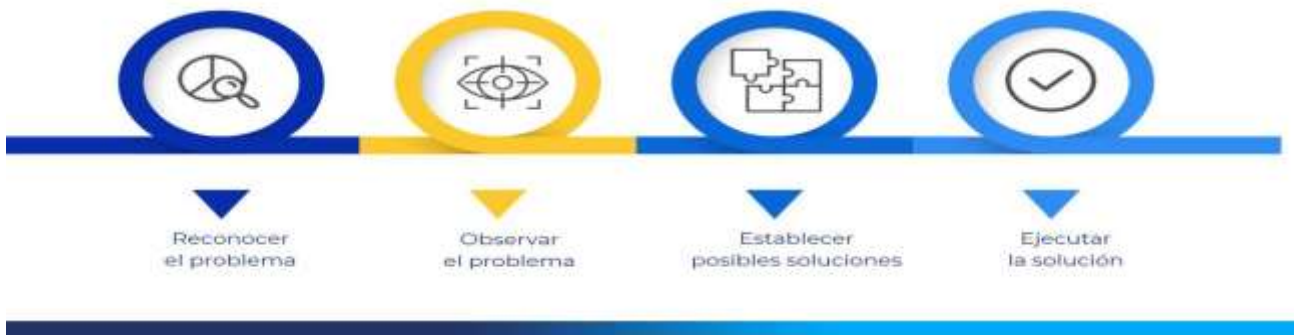 Reconocer
el problema
Observar
el problema
Establecer
posibles soluciones
Ejecutar
la solución